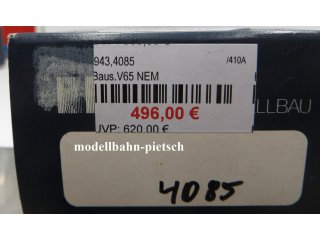 943,4085 /410A
Baus.V65 NEM
496,00 €
LLBAU
UVP: 620,00 €
modellbahn-pietsch
4085